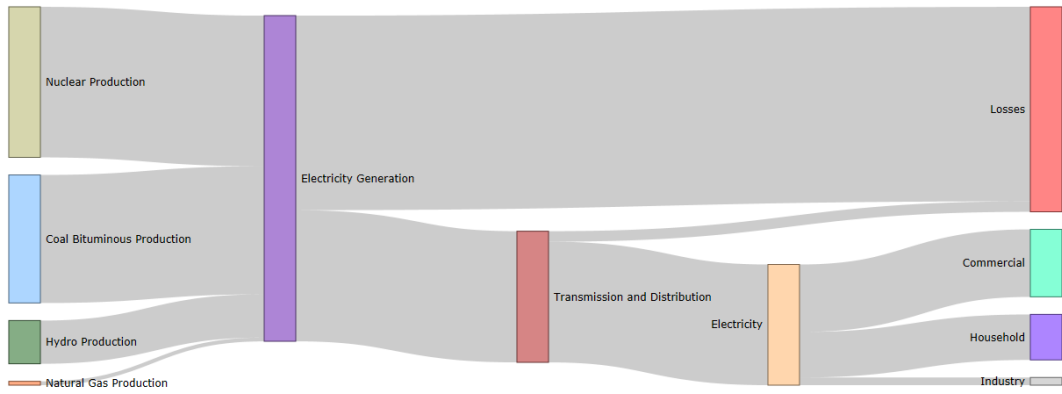 Nuclear Production
Losses
Electricity Generation
Coal Bituminous Production
Commercial
Transmission and Distribution
Electricity
Household
Hydro Production
Industry
Natural Gas Production